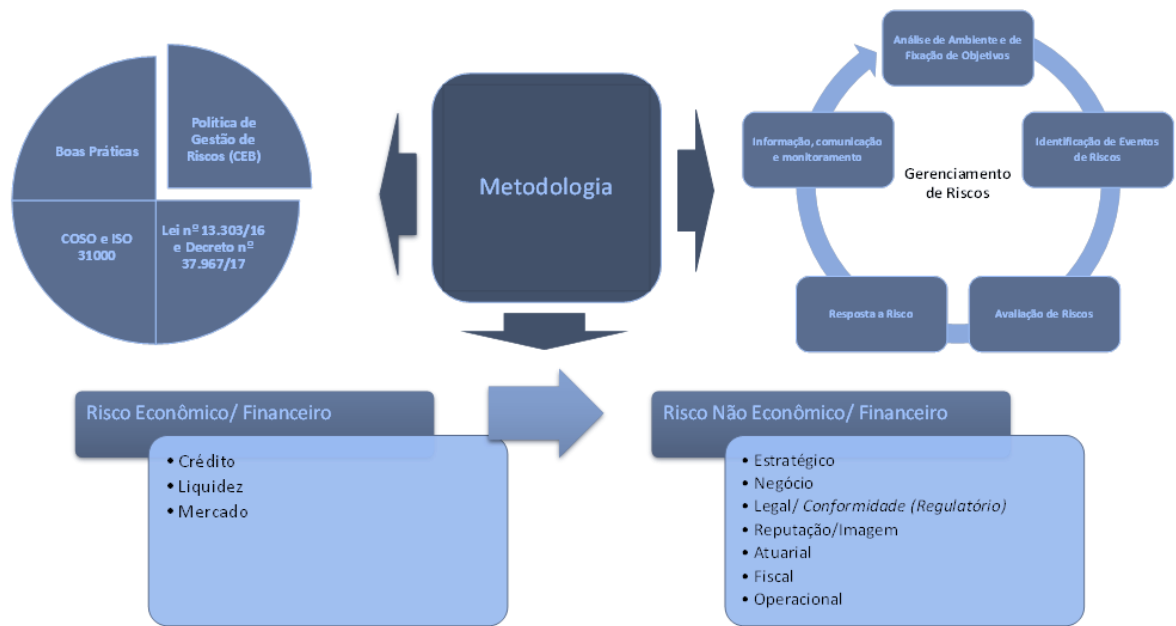 Boas Práticas
Política de
Gestão de
Riscos (CEB)
COSO e ISO
31000
Lei nº 13.303/16
e Decreto nº
37.967/17
Metodologia
Análise de Ambiente e de
Fixação de Objetivos
Identificação de Eventos
de Riscos
Avaliação de Riscos
Resposta a Risco
Informação, comunicação
e monitoramento
Gerenciamento
de Riscos
Risco Econômico/ Financeiro
• Crédito
• Liquidez
• Mercado
Risco Não Econômico/ Financeiro
• Estratégico
• Negócio
• Legal/ Conformidade (Regulatório)
• Reputação/Imagem
• Atuarial
• Fiscal
• Operacional